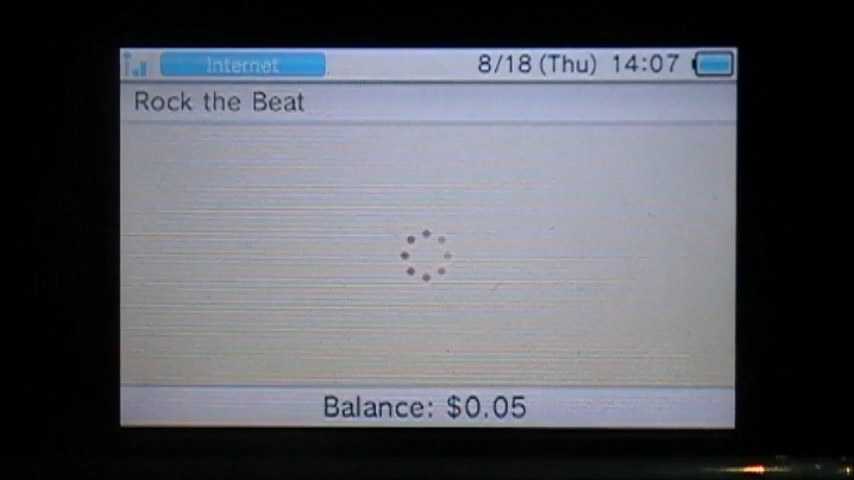 Internet 8/18 (Thu) 14:07
Rock the Beat
Balance: $0.05